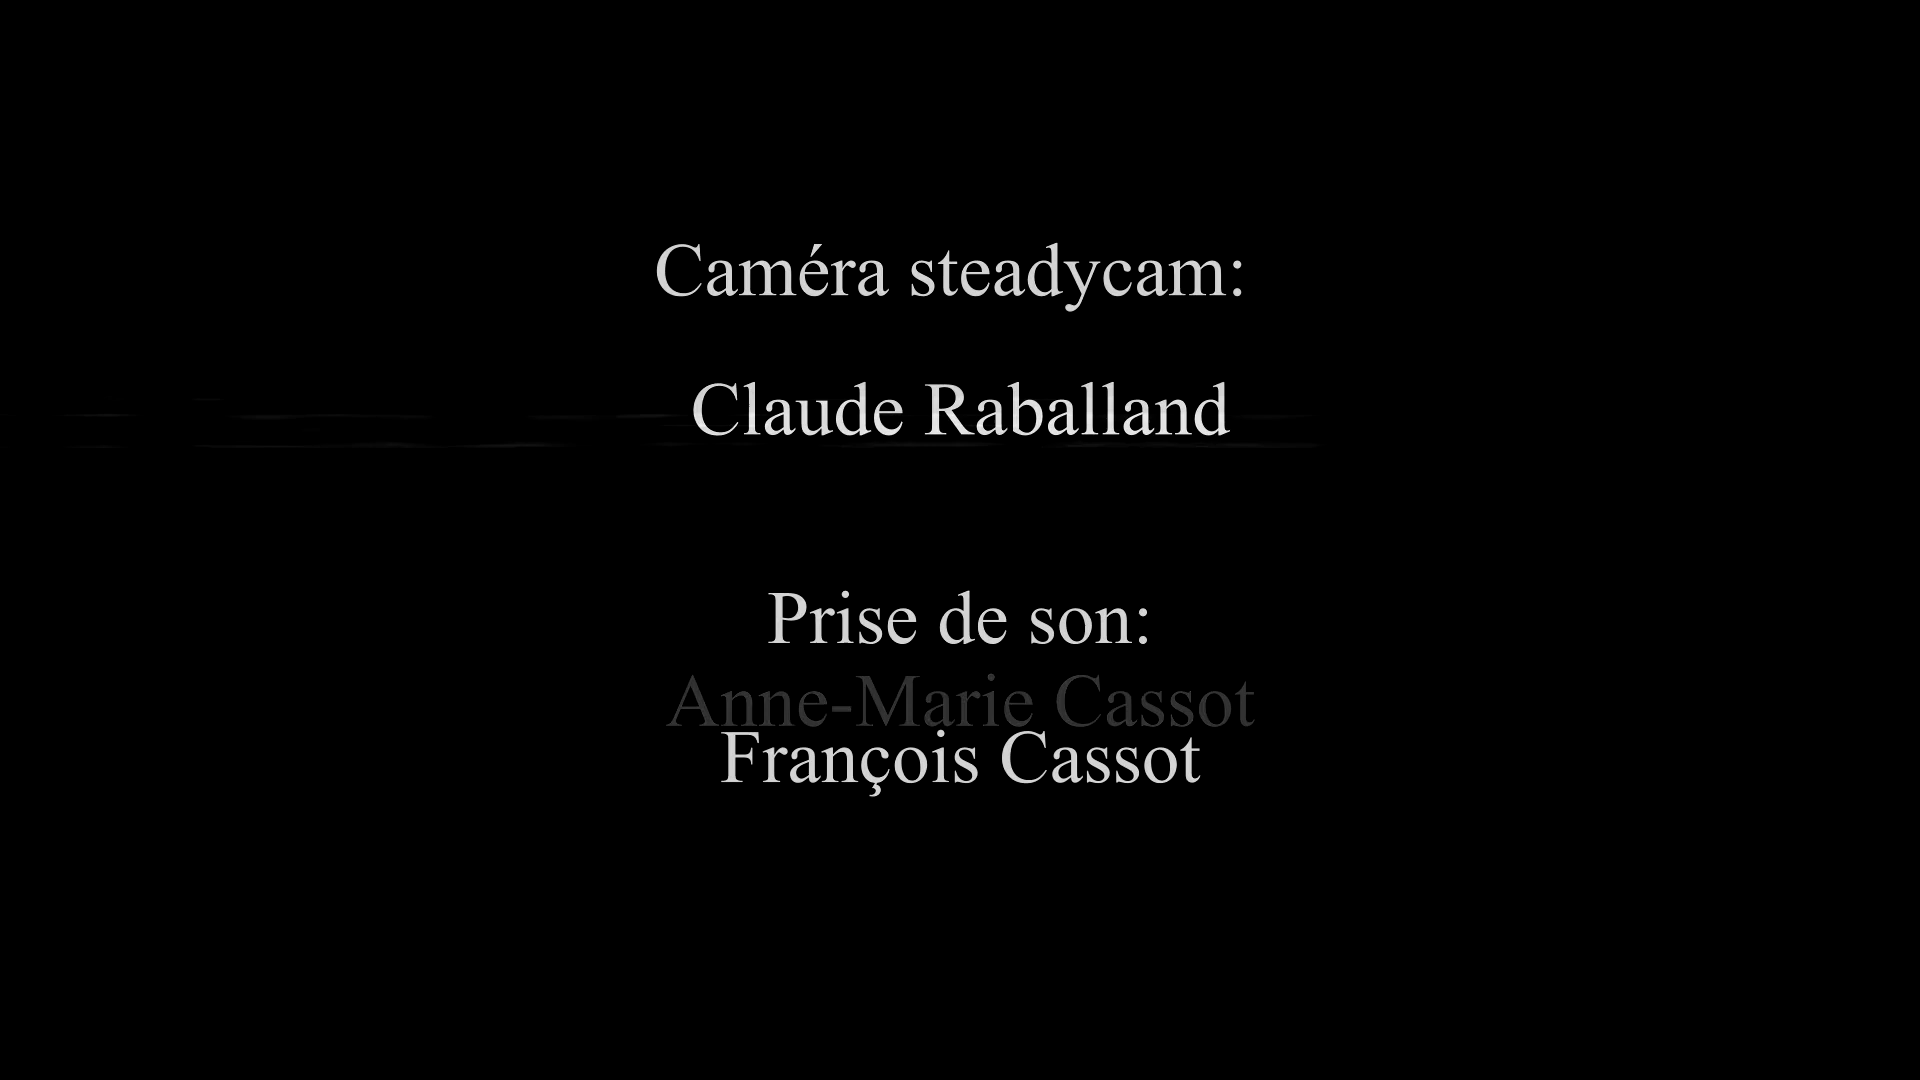 Caméra steadycam:
Claude Raballand
Prise de son:
Anne-Marie Cassot
François Cassot